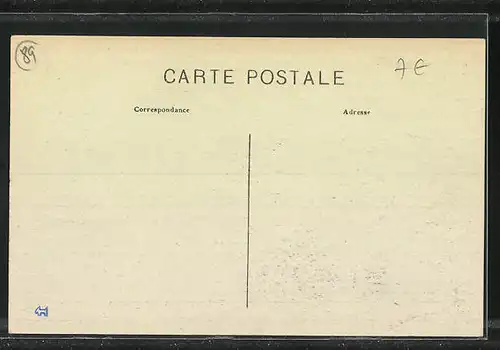 89
CARTE POSTALE
7 €
Correspondance
Adresse